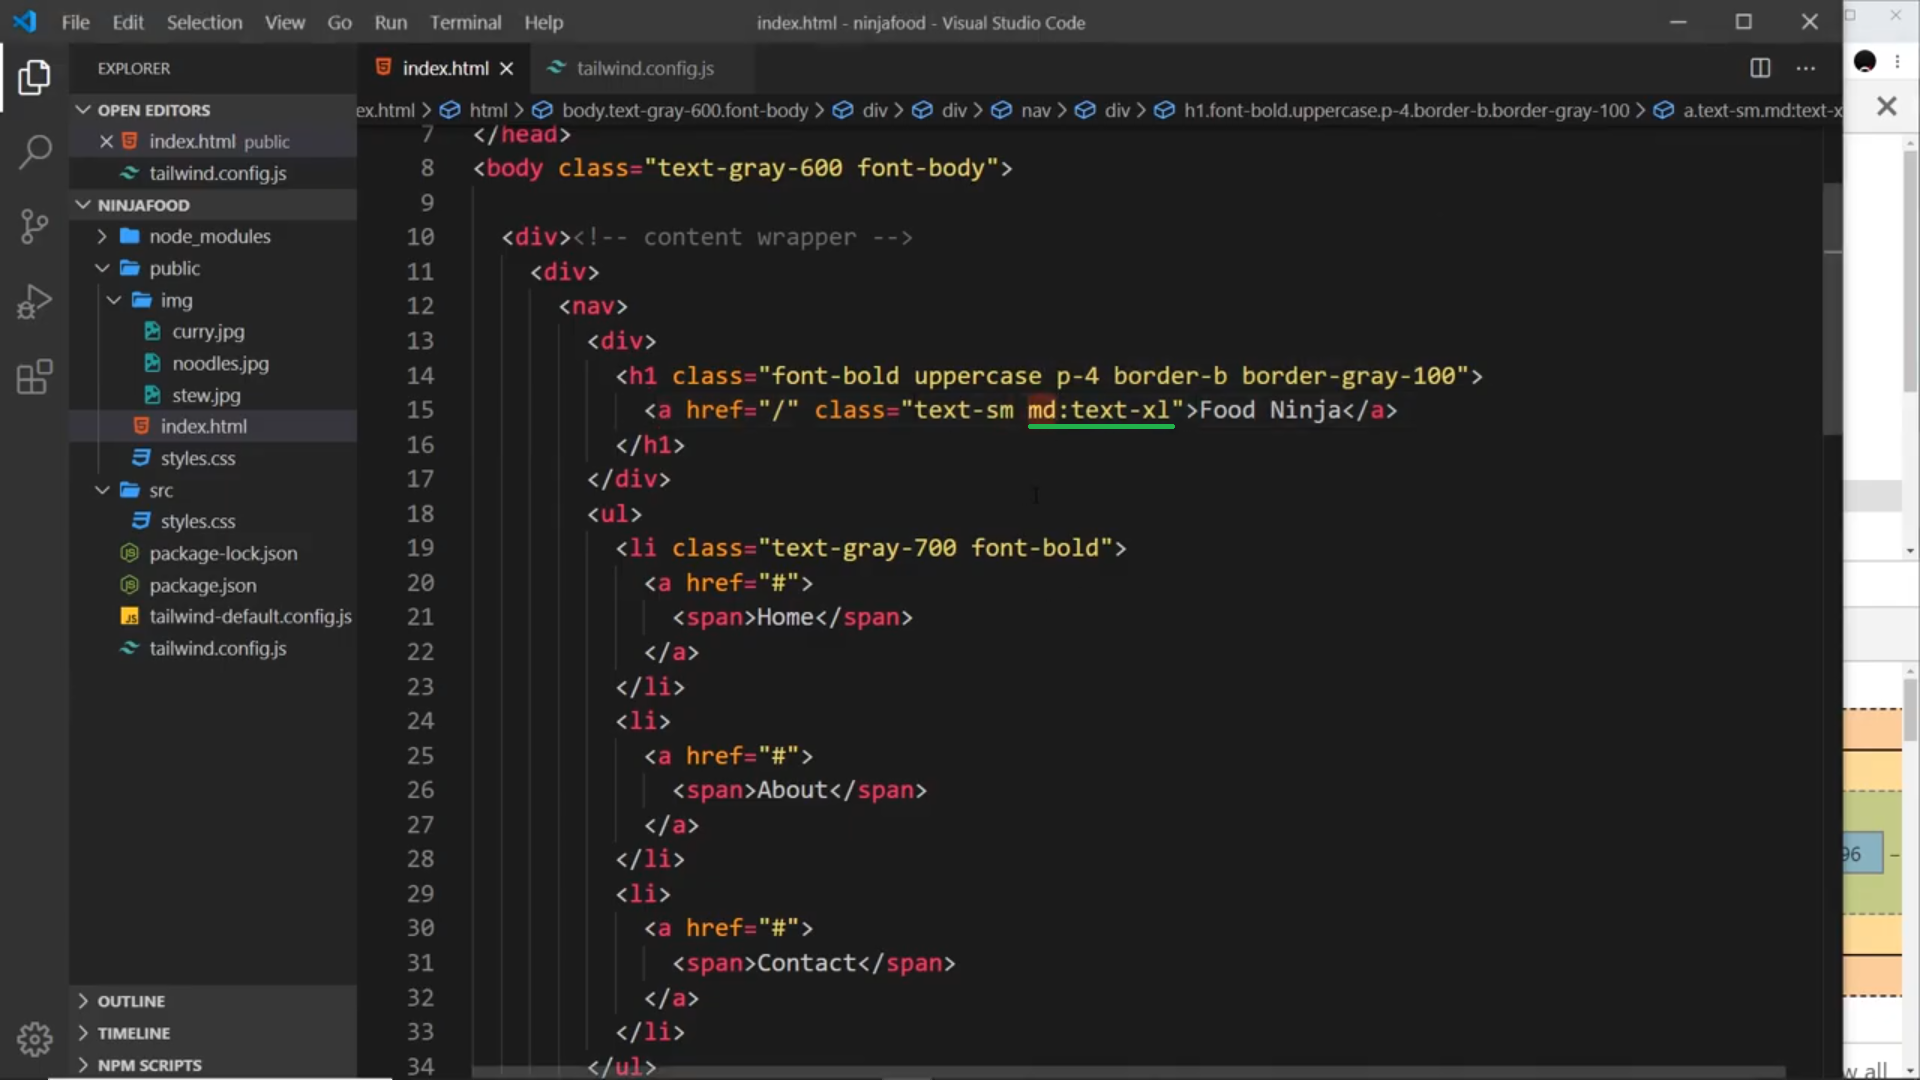 File Edit Selection View Go Run Terminal Help
index.html - ninjafood - Visual Studio Code
EXPLORER
OPEN EDITORS
index.html public
tailwind.config.js
NINJAFOOD
node_modules
public
img
curry.jpg
noodles.jpg
stew.jpg
index.html
styles.css
src
styles.css
package-lock.json
package.json
tailwind-default.config.js
tailwind.config.js
OUTLINE
TIMELINE
NPM SCRIPTS
index.html tailwind.config.js
ex.html > html > body.text-gray-600.font-body > div > div > nav > div > h1.font-bold.uppercase.p-4.border-b.border-gray-100 > a.text-sm.md:text-x
7 </head>
8 <body class="text-gray-600 font-body">
9
10 <div><!-- content wrapper -->
11 <div>
12 <nav>
13 <div>
14 <h1 class="font-bold uppercase p-4 border-b border-gray-100">
15 <a href="/" class="text-sm md:text-xl">Food Ninja</a>
16 </h1>
17 </div>
18 <ul>
19 <li class="text-gray-700 font-bold">
20 <a href="#">
21 <span>Home</span>
22 </a>
23 </li>
24 <li>
25 <a href="#">
26 <span>About</span>
27 </a>
28 </li>
29 <li>
30 <a href="#">
31 <span>Contact</span>
32 </a>
33 </li>
34 </ul>
96
w all